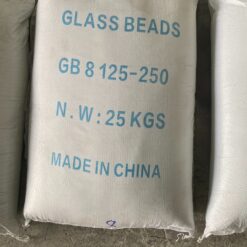 GLASS BEADS
GB 8 125-250
N.W: 25 KGS
MADE IN CHINA